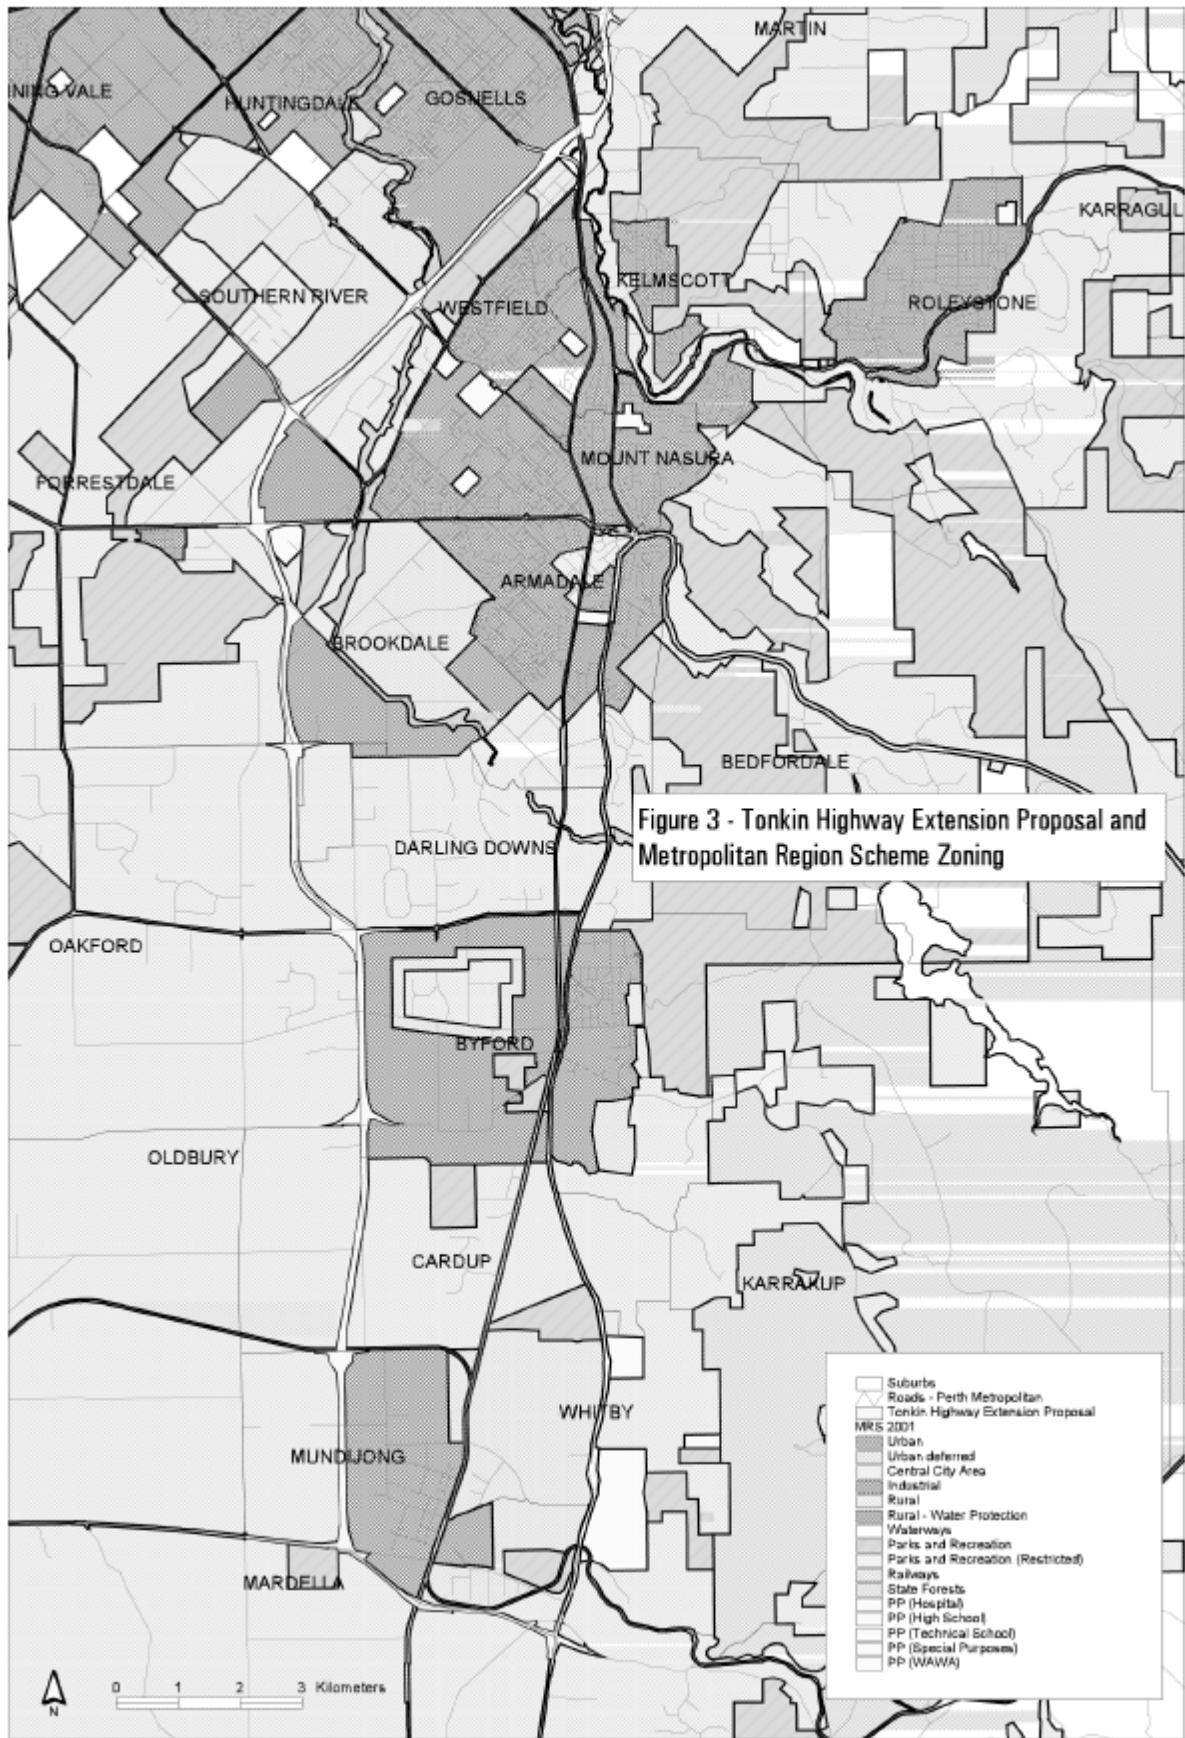 MARTIN
NING VALE
HUNTINGDALE
GOSNELLS
KARRAGUL
KELMSCOTT
SOUTHERN RIVER
WESTFIELD
ROLEYSTONE
MOUNT NASURA
FORRESTDALE
ARMADALE
BROOKDALE
BEDFORDALE
Figure 3 - Tonkin Highway Extension Proposal and
Metropolitan Region Scheme Zoning
DARLING DOWNS
OAKFORD
BYFORD
OLDBURY
CARDUP
KARRAKUP
WHITBY
MUNDIJONG
MARDELLA
Suburbs
Roads - Perth Metropolitan
Tonkin Highway Extension Proposal
MRS 2001
Urban
Urban deferred
Central City Area
Industrial
Rural
Rural - Water Protection
Waterways
Parks and Recreation
Parks and Recreation (Restricted)
Railways
State Forests
PP (Hospital)
PP (High School)
PP (Technical School)
PP (Special Purposes)
PP (WAWA)
N
0 1 2 3 Kilometers